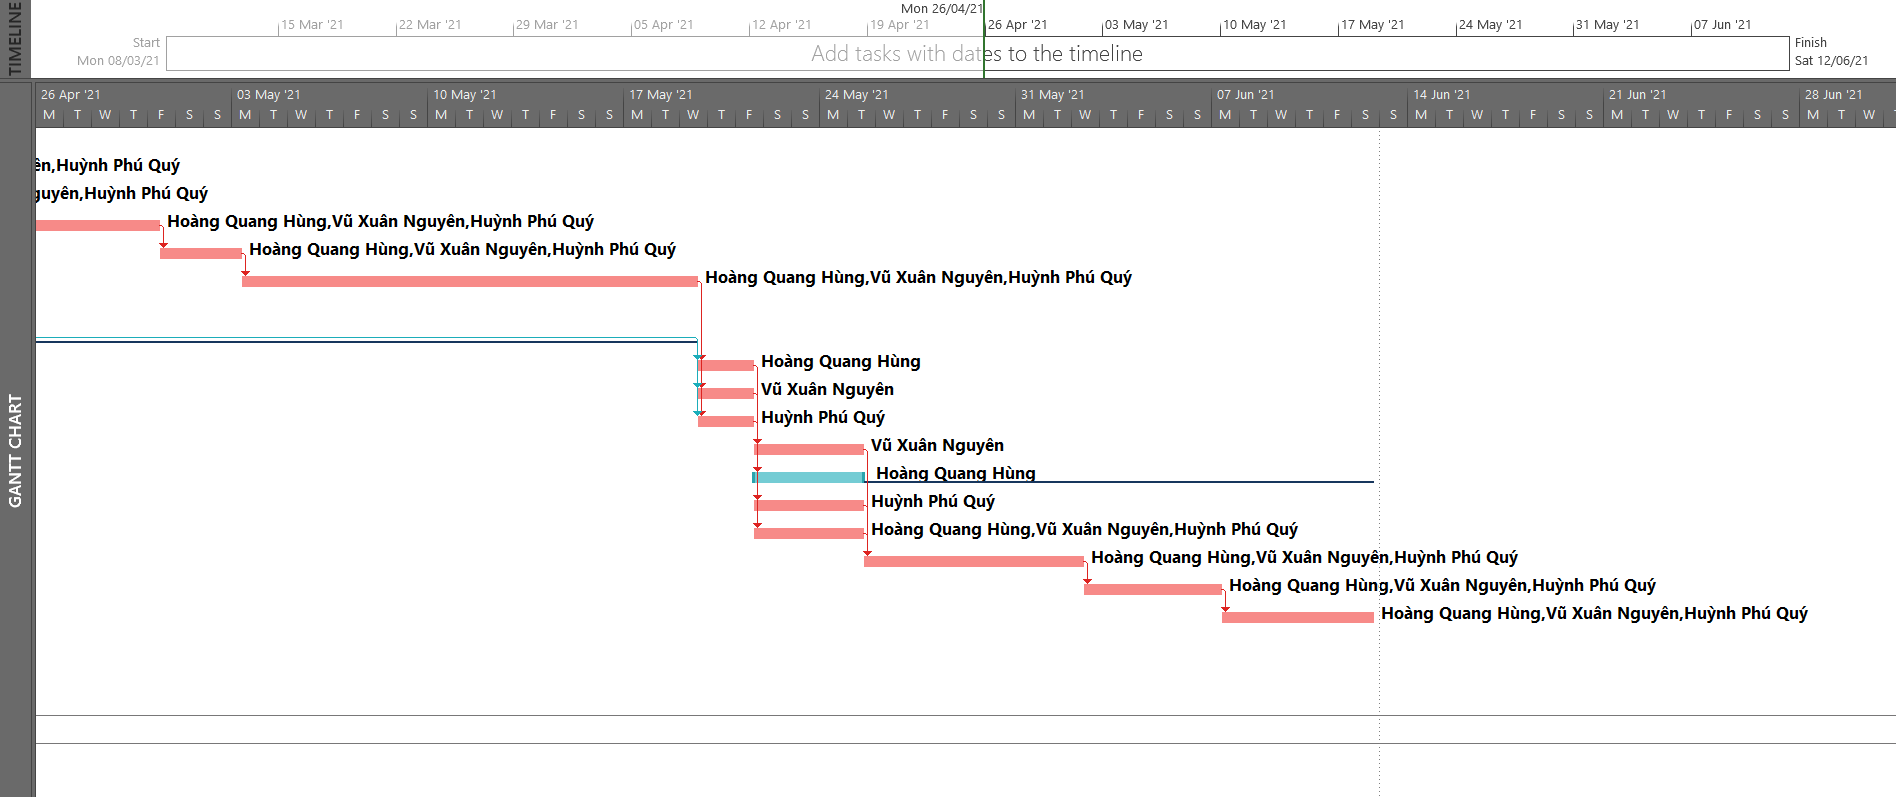 TIMELINE
Mon 26/04/21
15 Mar '21 22 Mar '21 29 Mar '21 05 Apr '21 12 Apr '21 19 Apr '21 26 Apr '21 03 May '21 10 May '21 17 May '21 24 May '21 31 May '21 07 Jun '21
Start
Mon 08/03/21
Add tasks with dates to the timeline
Finish
Sat 12/06/21
GANTT CHART
26 Apr '21 03 May '21 10 May '21 17 May '21 24 May '21 31 May '21 07 Jun '21 14 Jun '21 21 Jun '21 28 Jun '21
M T W T F S S M T W T F S S M T W T F S S M T W T F S S M T W T F S S M T W T F S S M T W T F S S M T W T F S S M T W T F S S M T W
ên,Huỳnh Phú Quý
guyên,Huỳnh Phú Quý
Hoàng Quang Hùng,Vũ Xuân Nguyên,Huỳnh Phú Quý
Hoàng Quang Hùng,Vũ Xuân Nguyên,Huỳnh Phú Quý
Hoàng Quang Hùng,Vũ Xuân Nguyên,Huỳnh Phú Quý
Hoàng Quang Hùng
Vũ Xuân Nguyên
Huỳnh Phú Quý
Vũ Xuân Nguyên
Hoàng Quang Hùng
Huỳnh Phú Quý
Hoàng Quang Hùng,Vũ Xuân Nguyên,Huỳnh Phú Quý
Hoàng Quang Hùng,Vũ Xuân Nguyên,Huỳnh Phú Quý
Hoàng Quang Hùng,Vũ Xuân Nguyên,Huỳnh Phú Quý
Hoàng Quang Hùng,Vũ Xuân Nguyên,Huỳnh Phú Quý